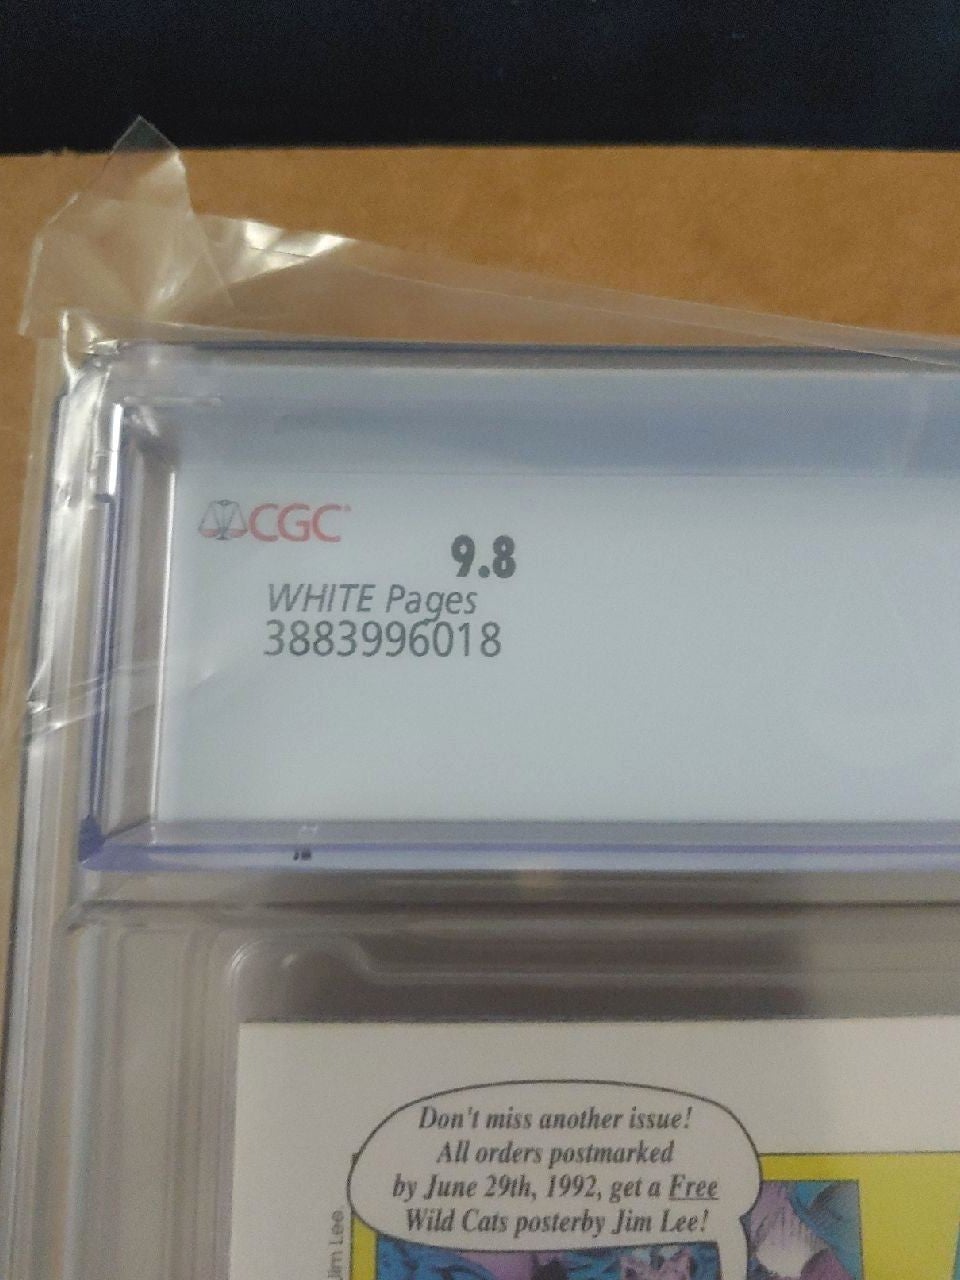 CGC
9.8
WHITE Pages
3883996018
Don't miss another issue!
All orders postmarked
by June 29th, 1992, get a Free
Wild Cats posterby Jim Lee!
Jim Lee